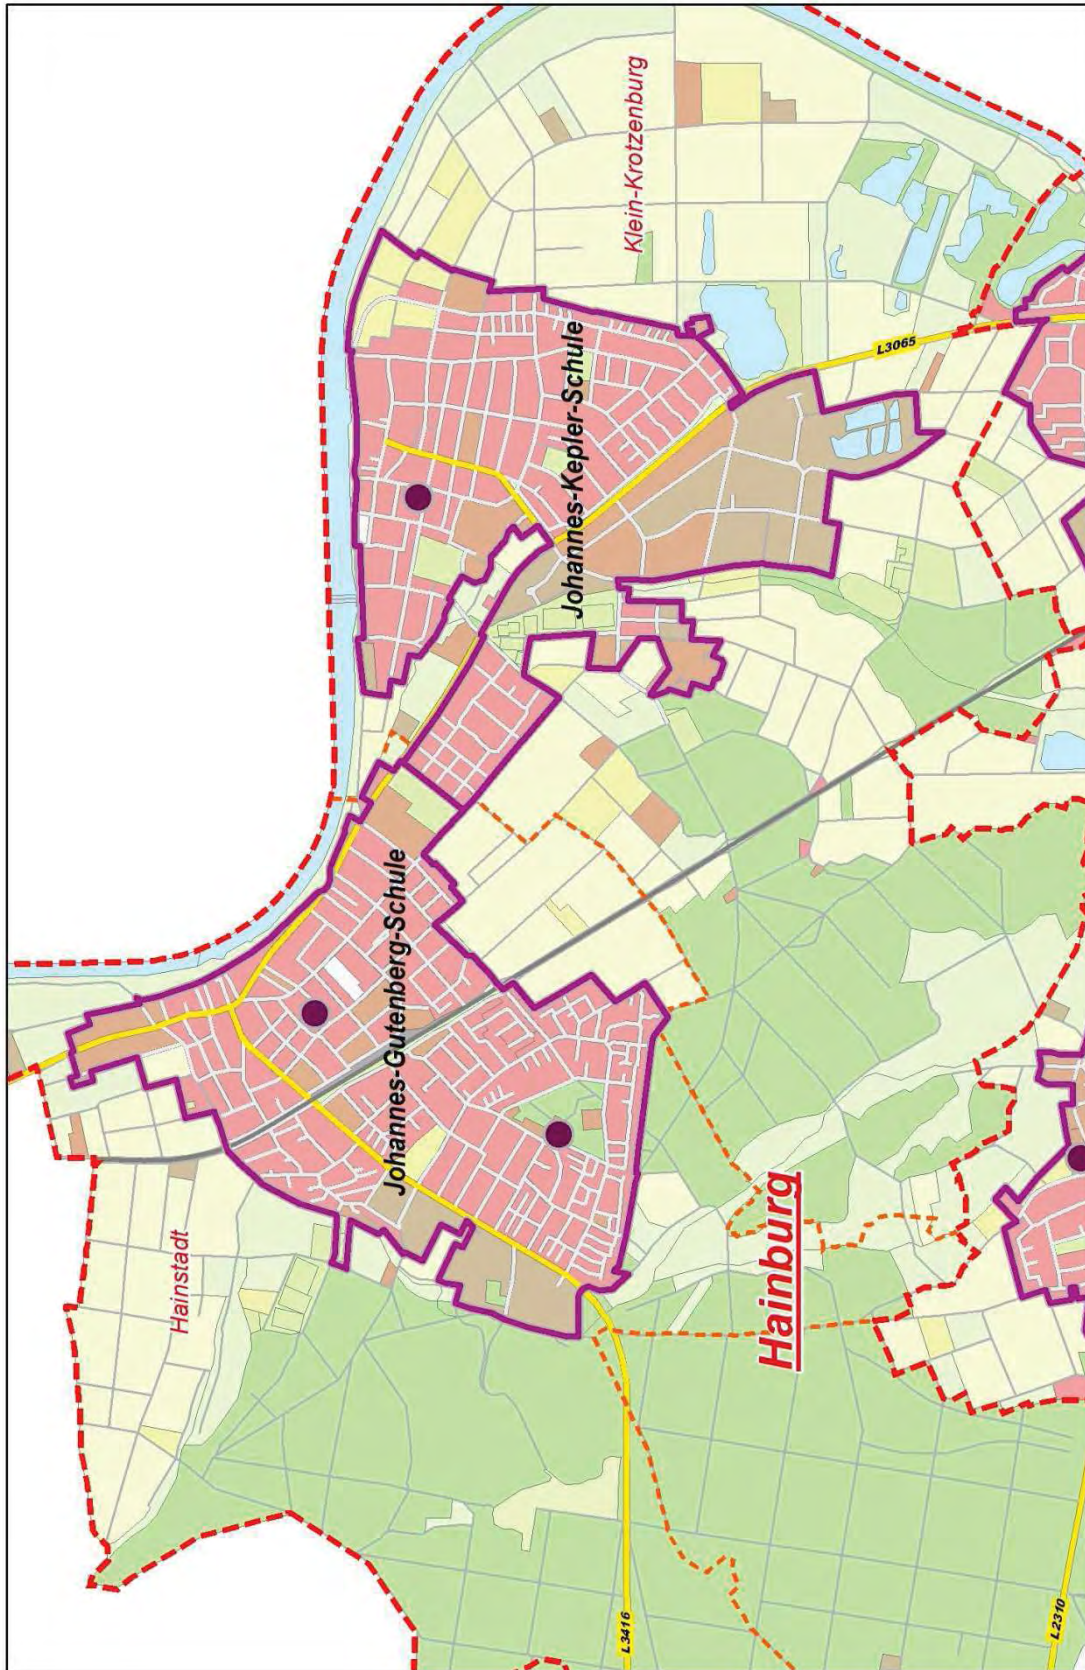 Klein-Krotzenburg
Johannes-Kepler-Schule
L3065
Johannes-Gutenberg-Schule
Hainstadt
Hainburg
L3416
L2310